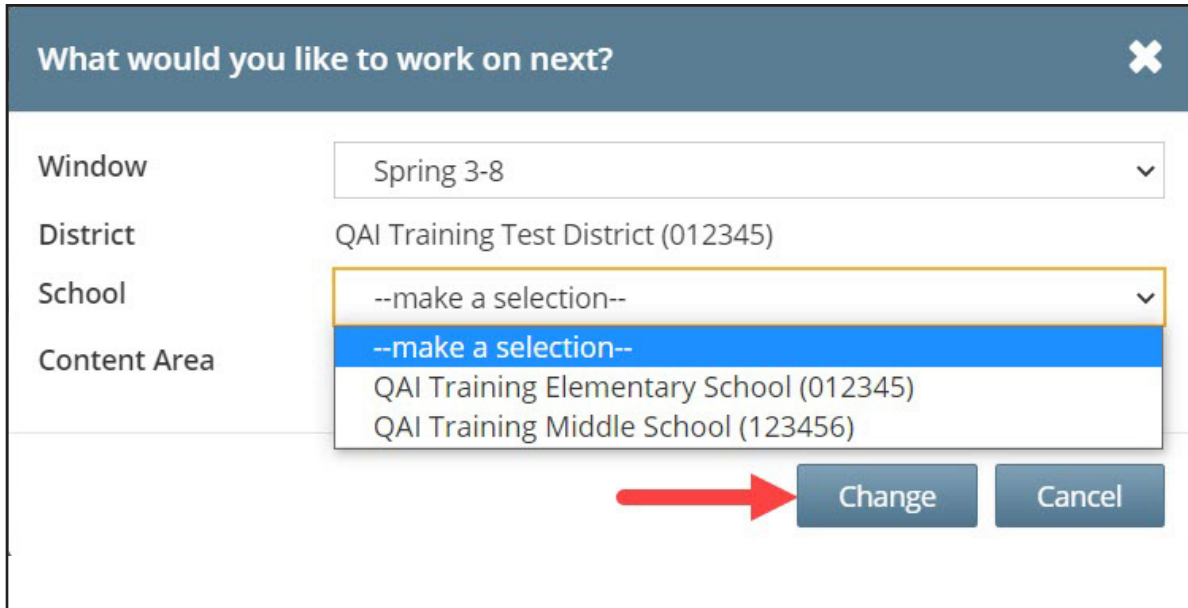 What would you like to work on next?
Window
Spring 3-8
District
QAI Training Test District (012345)
School
--make a selection--
--make a selection--
Content Area
QAI Training Elementary School (012345)
QAI Training Middle School (123456)
Change
Cancel